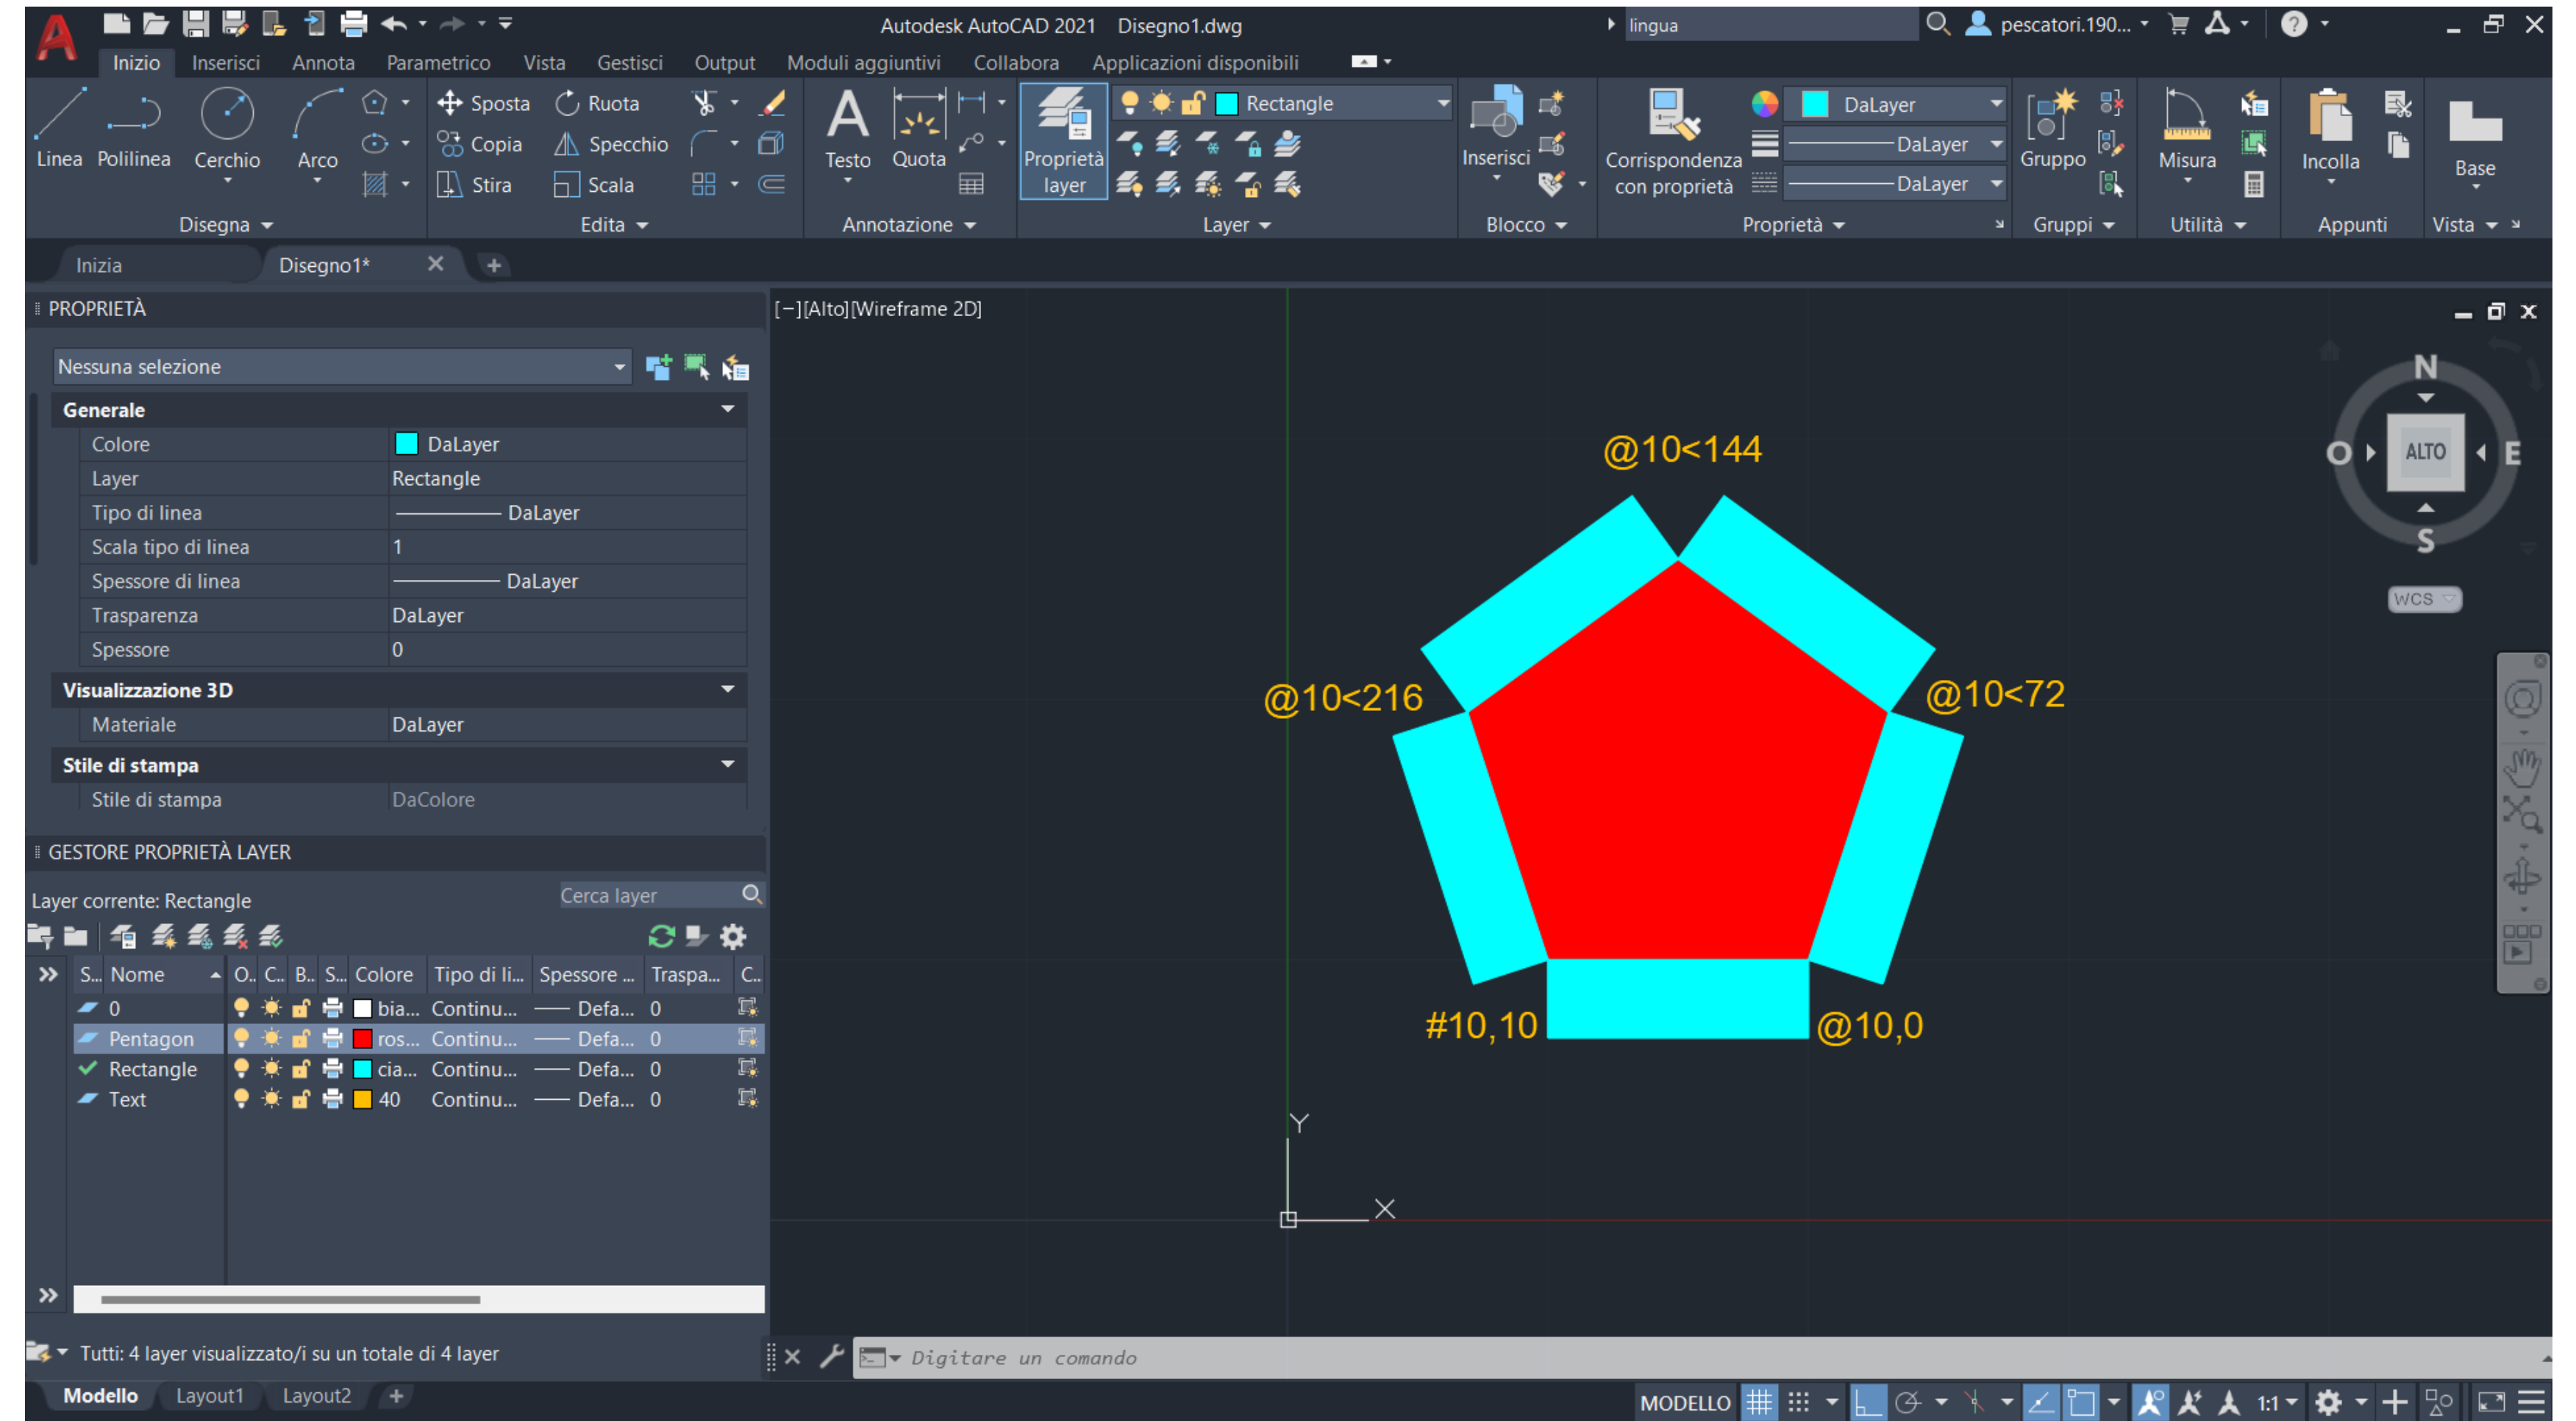 Autodesk AutoCAD 2021 Disegno1.dwg
lingua
pescatori.190...
Inizio Inserisci Annota Parametrico Vista Gestisci Output Moduli aggiuntivi Collabora Applicazioni disponibili
Linea Polilinea Cerchio Arco
Disegna
Sposta Ruota
Copia Specchio
Stira Scala
Edita
Testo Quota
Annotazione
Proprietà layer
Rectangle
Layer
Inserisci
Blocco
Corrispondenza con proprietà
DaLayer
DaLayer
DaLayer
Proprietà
Gruppo
Gruppi
Misura
Utilità
Incolla
Appunti
Base
Vista
Inizia Disegno1*
PROPRIETÀ
Nessuna selezione
Generale
Colore DaLayer
Layer Rectangle
Tipo di linea DaLayer
Scala tipo di linea 1
Spessore di linea DaLayer
Trasparenza DaLayer
Spessore 0
Visualizzazione 3D
Materiale DaLayer
Stile di stampa
Stile di stampa DaColore
GESTORE PROPRIETÀ LAYER
Layer corrente: Rectangle Cerca layer
S... Nome O.. C.. B.. S... Colore Tipo di li... Spessore ... Traspa... C..
0 bia... Continu... Defa... 0
Pentagon ros... Continu... Defa... 0
Rectangle cia... Continu... Defa... 0
Text 40 Continu... Defa... 0
Tutti: 4 layer visualizzato/i su un totale di 4 layer
[−][Alto][Wireframe 2D]
@10<144
@10<216
@10<72
#10,10
@10,0
Y
X
N
O ALTO E
S
WCS
Digitare un comando
Modello Layout1 Layout2
MODELLO 1:1